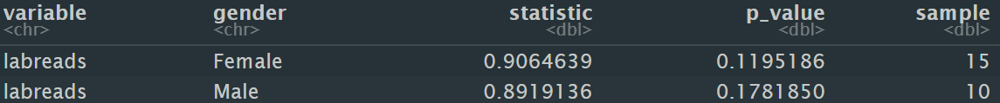 variable gender statistic p_value sample
<chr> <chr> <dbl> <dbl> <dbl>
labreads Female 0.9064639 0.1195186 15
labreads Male 0.8919136 0.1781850 10